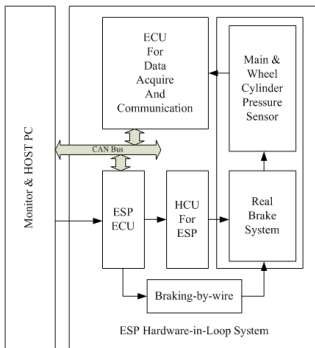 Monitor & HOST PC
ECU
For
Data
Acquire
And
Communication
Main &
Wheel
Cylinder
Pressure
Sensor
CAN Bus
ESP
ECU
HCU
For
ESP
Real
Brake
System
Braking-by-wire
ESP Hardware-in-Loop System